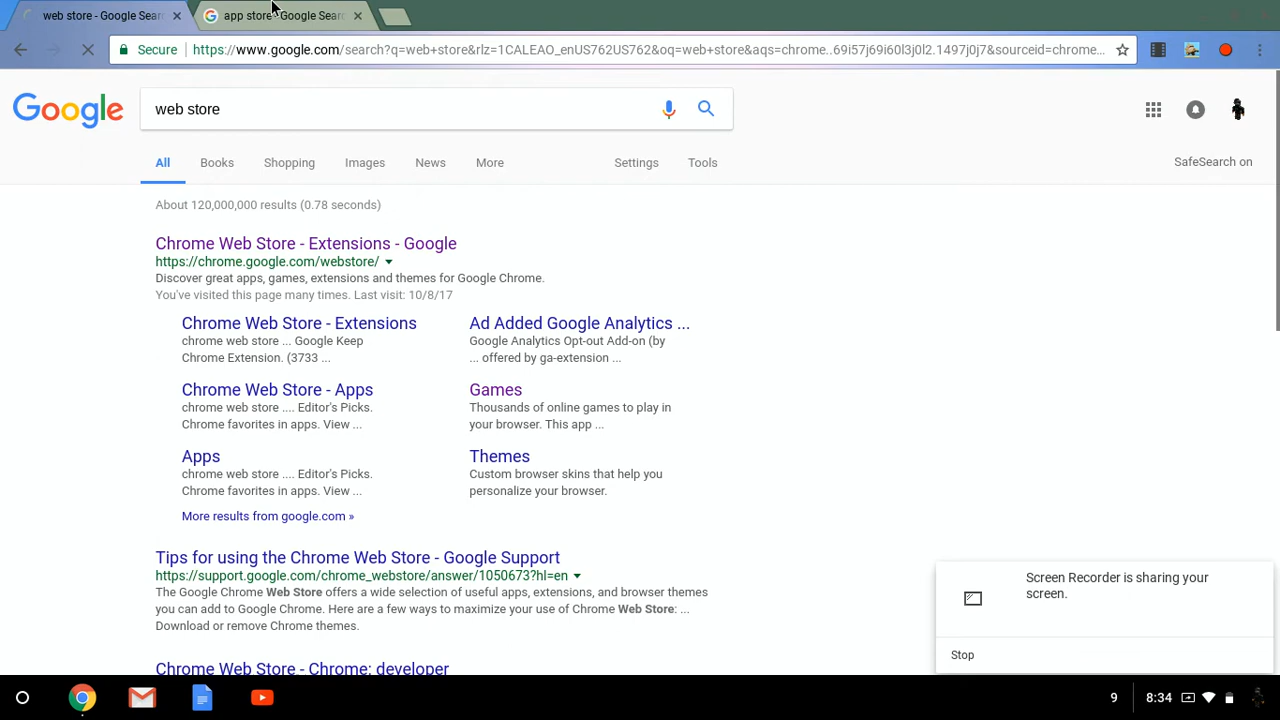 web store - Google Sear
app store - Google Sear
Secure
https://www.google.com/search?q=web+store&rlz=1CALEAO_enUS762US762&oq=web+store&aqs=chrome..69i57j69i60l3j0l2.1497j0j7&sourceid=chrome...
Google
web store
All
Books
Shopping
Images
News
More
Settings
Tools
SafeSearch on
About 120,000,000 results (0.78 seconds)
Chrome Web Store - Extensions - Google
https://chrome.google.com/webstore/
Discover great apps, games, extensions and themes for Google Chrome.
You've visited this page many times. Last visit: 10/8/17
Chrome Web Store - Extensions
chrome web store ... Google Keep
Chrome Extension. (3733 ...
Ad Added Google Analytics ...
Google Analytics Opt-out Add-on (by
... offered by ga-extension ...
Chrome Web Store - Apps
chrome web store .... Editor's Picks.
Chrome favorites in apps. View ...
Games
Thousands of online games to play in
your browser. This app ...
Apps
chrome web store .... Editor's Picks.
Chrome favorites in apps. View ...
Themes
Custom browser skins that help you
personalize your browser.
More results from google.com »
Tips for using the Chrome Web Store - Google Support
https://support.google.com/chrome_webstore/answer/1050673?hl=en
The Google Chrome Web Store offers a wide selection of useful apps, extensions, and browser themes
you can add to Google Chrome. Here are a few ways to maximize your use of Chrome Web Store: ...
Download or remove Chrome themes.
Chrome Web Store - Chrome: developer
Screen Recorder is sharing your
screen.
Stop
9
8:34